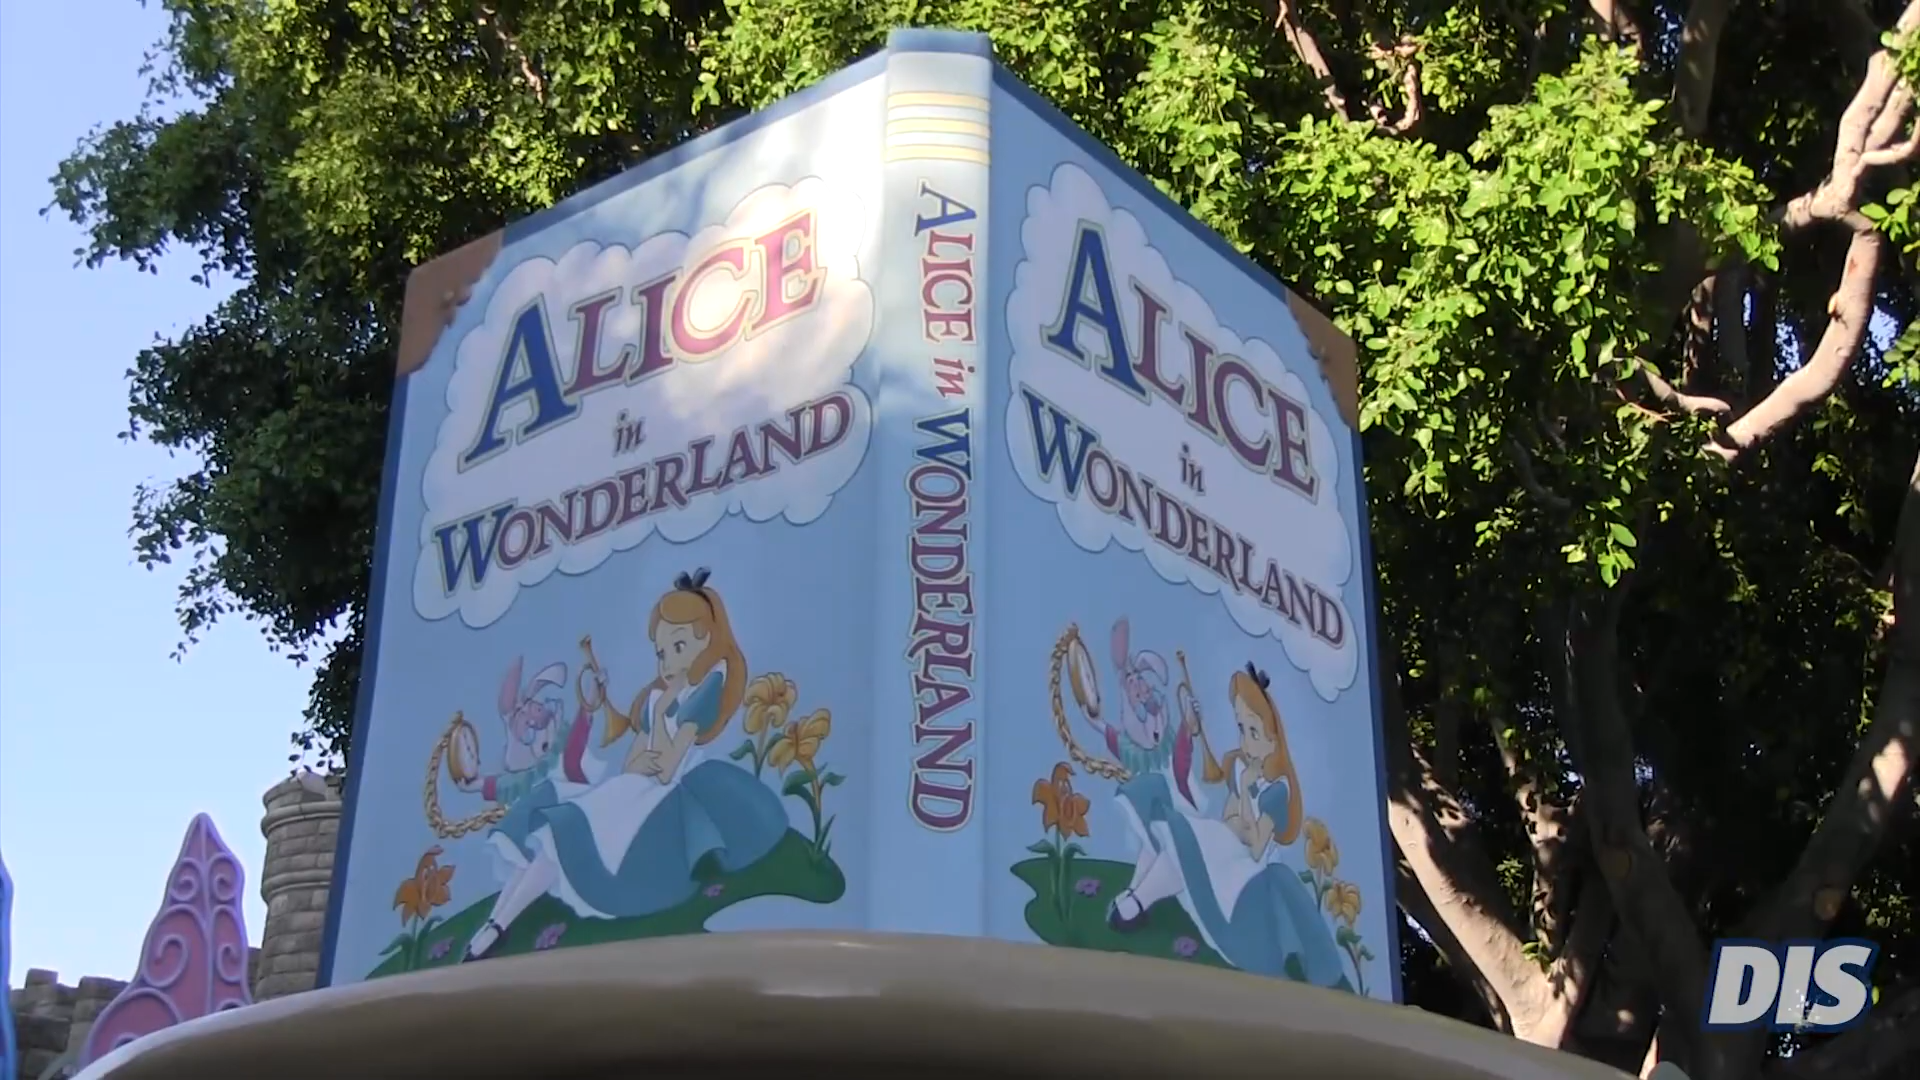 ALICE
in
WONDERLAND
ALICE in WONDERLAND
ALICE
in
WONDERLAND
DIS